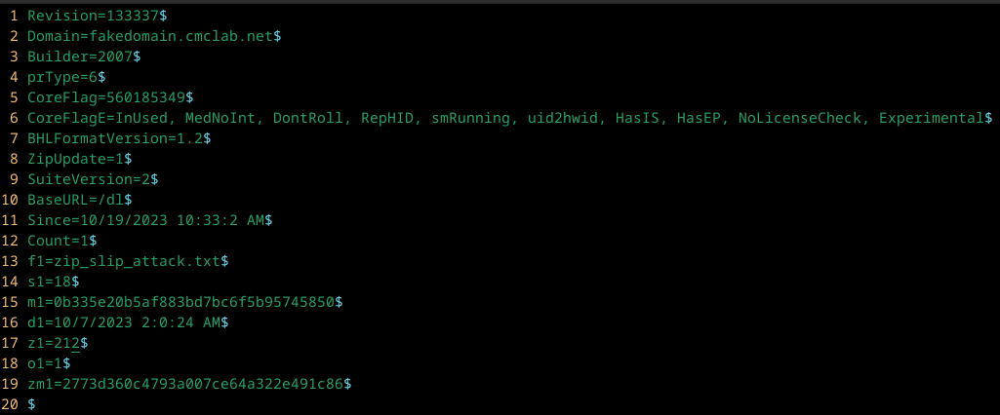 1 Revision=133337$
2 Domain=fakedomain.cmclab.net$
3 Builder=2007$
4 prType=6$
5 CoreFlag=560185349$
6 CoreFlagE=InUsed, MedNoInt, DontRoll, RepHID, smRunning, uid2hwid, HasIS, HasEP, NoLicenseCheck, Experimental$
7 BHLFormatVersion=1.2$
8 ZipUpdate=1$
9 SuiteVersion=2$
10 BaseURL=/dl$
11 Since=10/19/2023 10:33:2 AM$
12 Count=1$
13 f1=zip_slip_attack.txt$
14 s1=18$
15 m1=0b335e20b5af883bd7bc6f5b95745850$
16 d1=10/7/2023 2:0:24 AM$
17 z1=212$
18 o1=1$
19 zm1=2773d360c4793a007ce64a322e491c86$
20 $